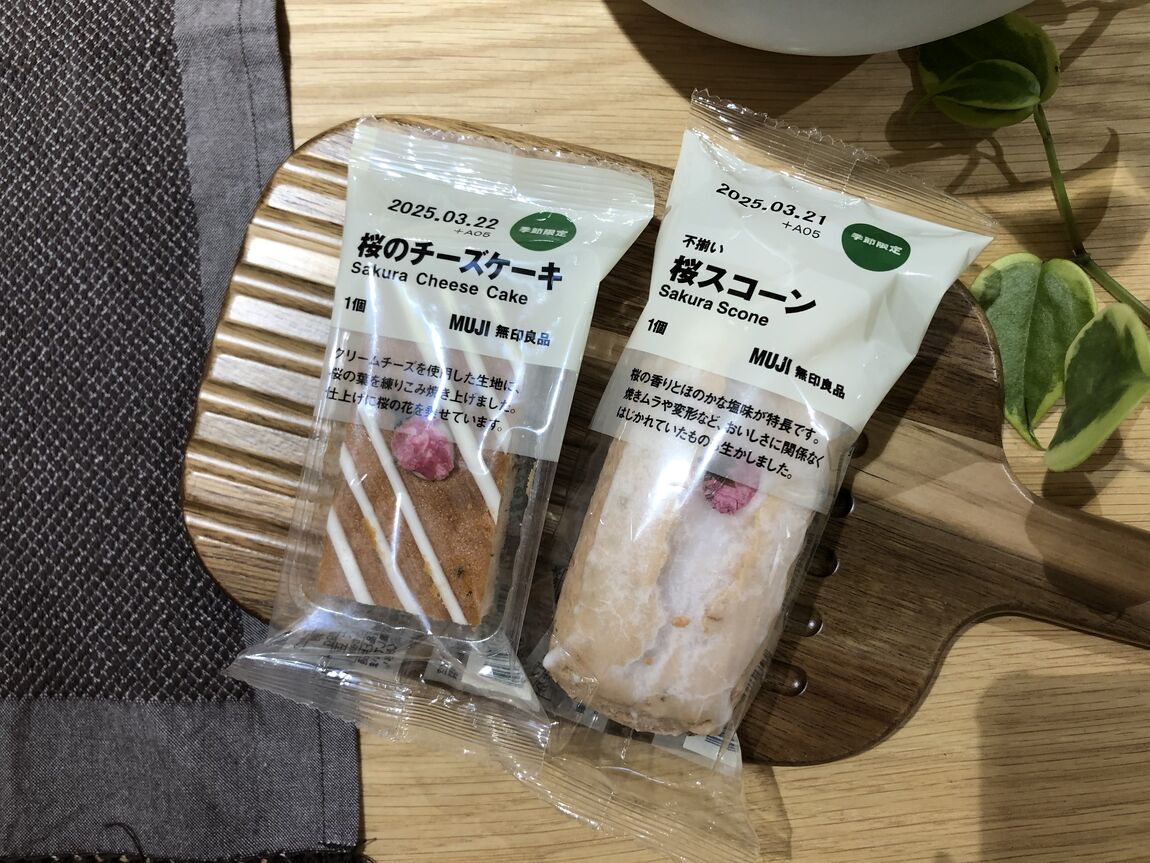 2025.03.22
+A05
季節限定
桜のチーズケーキ
Sakura Cheese Cake
1個
MUJI 無印良品
クリームチーズを使用した生地に、
桜の葉を練りこみ焼き上げました。
仕上げに桜の花を乗せています。
2025.03.21
+A05
季節限定
不揃い
桜スコーン
Sakura Scone
1個
MUJI 無印良品
桜の香りとほのかな塩味が特長です。
焼きムラや変形など、おいしさに関係なく
はじかれていたものも生かしました。